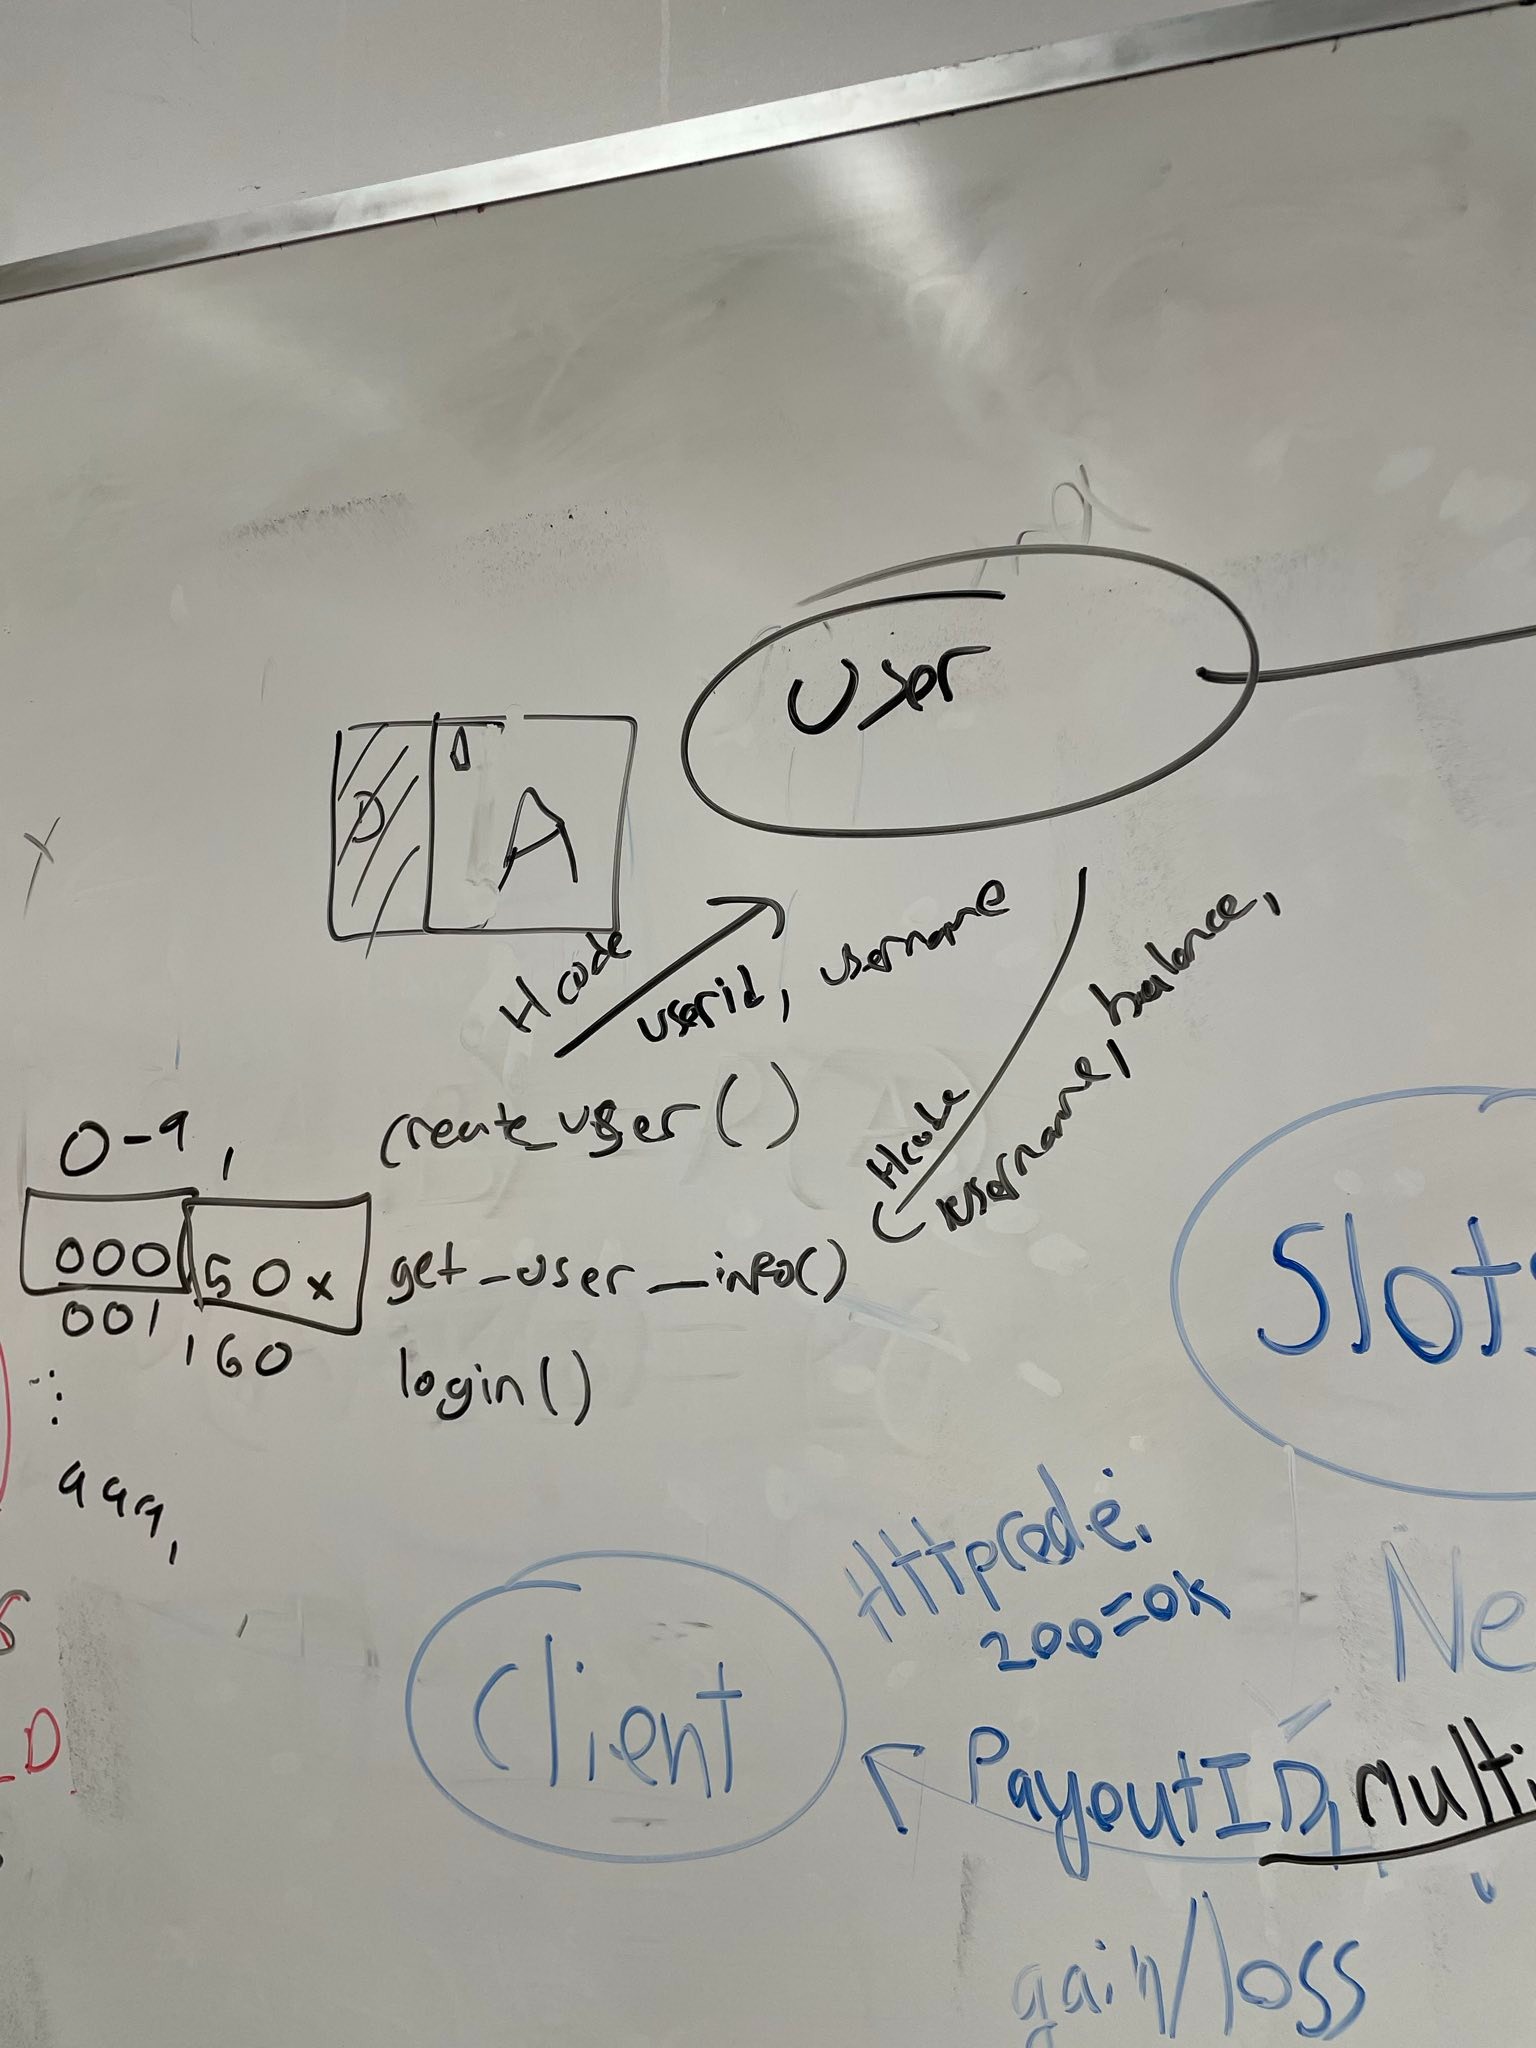 User
D
A
Hcode
userid, username
Hcode
username, balance,
0-9,
create_user()
000 50x
get_user_info()
001, 60
login()
999,
Slots
Httpcode:
200=OK
Client
Ne
D
PayoutID, multi
gain/loss